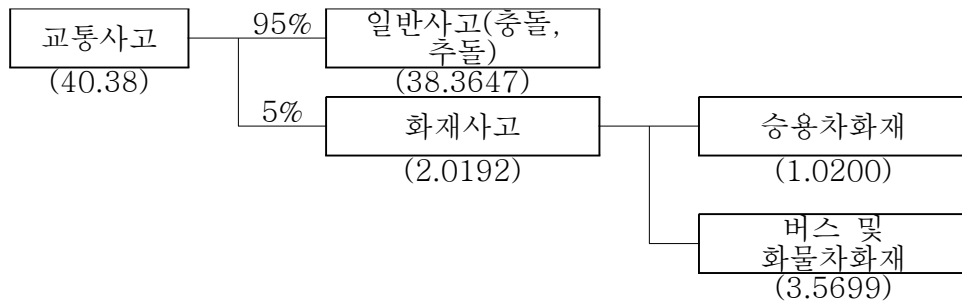 교통사고
(40.38)
95%
일반사고(충돌,
추돌)
(38.3647)
5%
화재사고
(2.0192)
승용차화재
(1.0200)
버스 및
화물차화재
(3.5699)